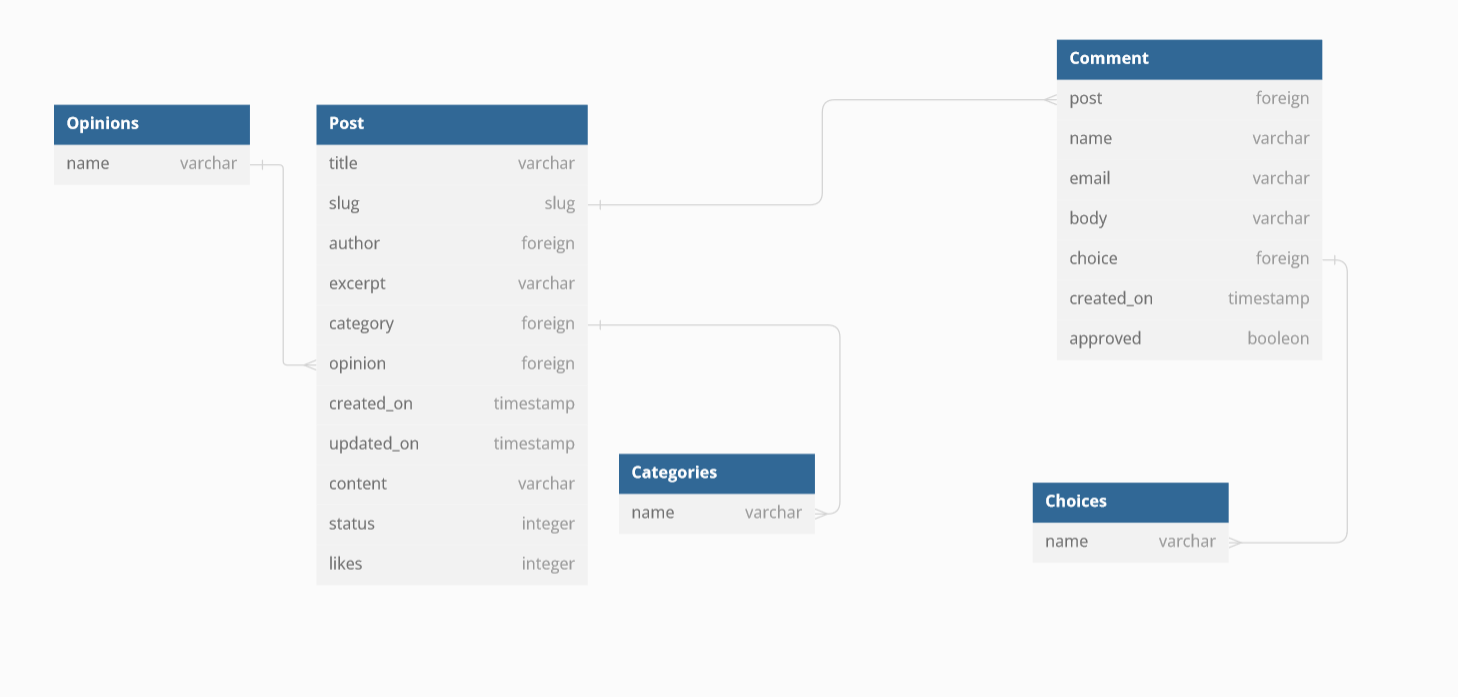 Opinions
name varchar
Post
title varchar
slug slug
author foreign
excerpt varchar
category foreign
opinion foreign
created_on timestamp
updated_on timestamp
content varchar
status integer
likes integer
Categories
name varchar
Comment
post foreign
name varchar
email varchar
body varchar
choice foreign
created_on timestamp
approved booleon
Choices
name varchar